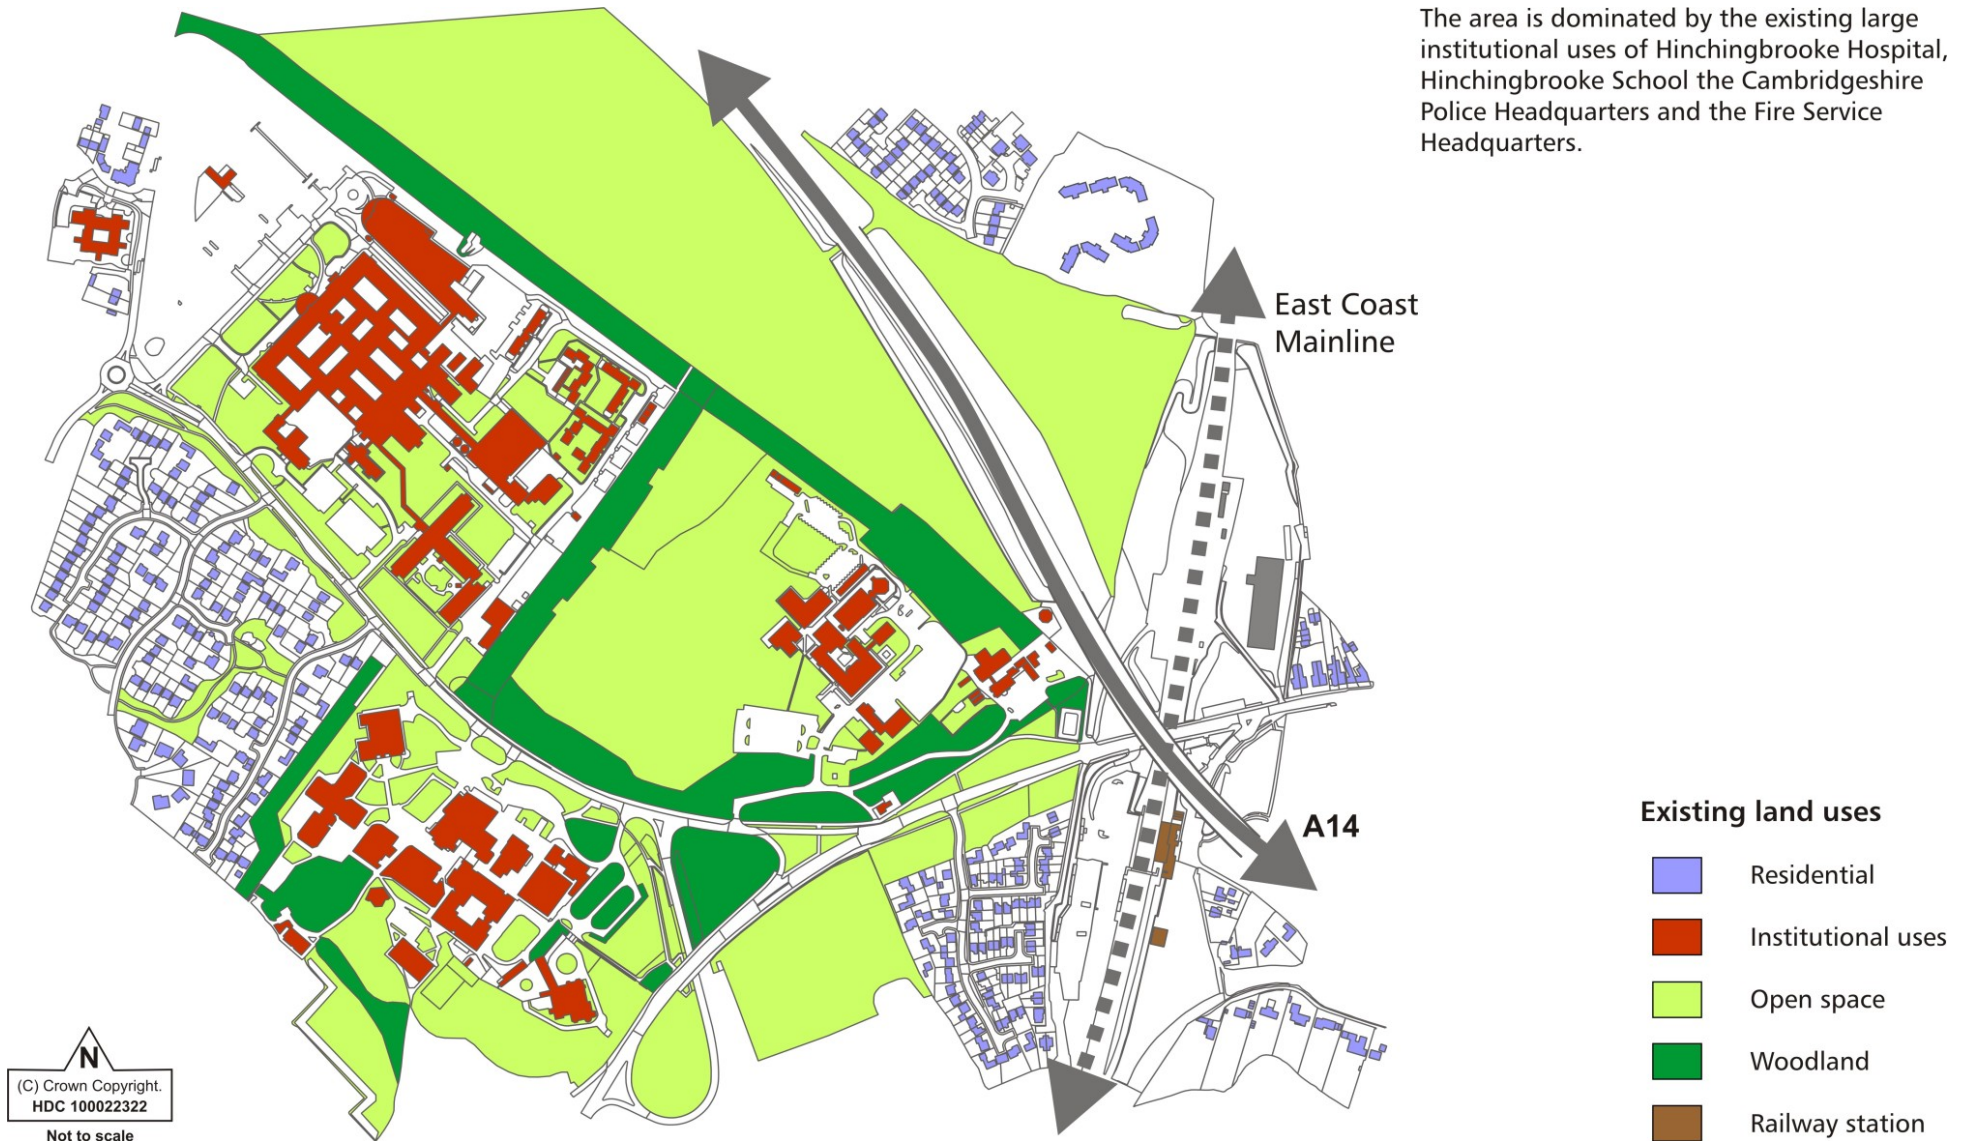 The area is dominated by the existing large
institutional uses of Hinchingbrooke Hospital,
Hinchingbrooke School the Cambridgeshire
Police Headquarters and the Fire Service
Headquarters.
East Coast
Mainline
A14
Existing land uses
Residential
Institutional uses
Open space
Woodland
Railway station
N
(C) Crown Copyright.
HDC 100022322
Not to scale